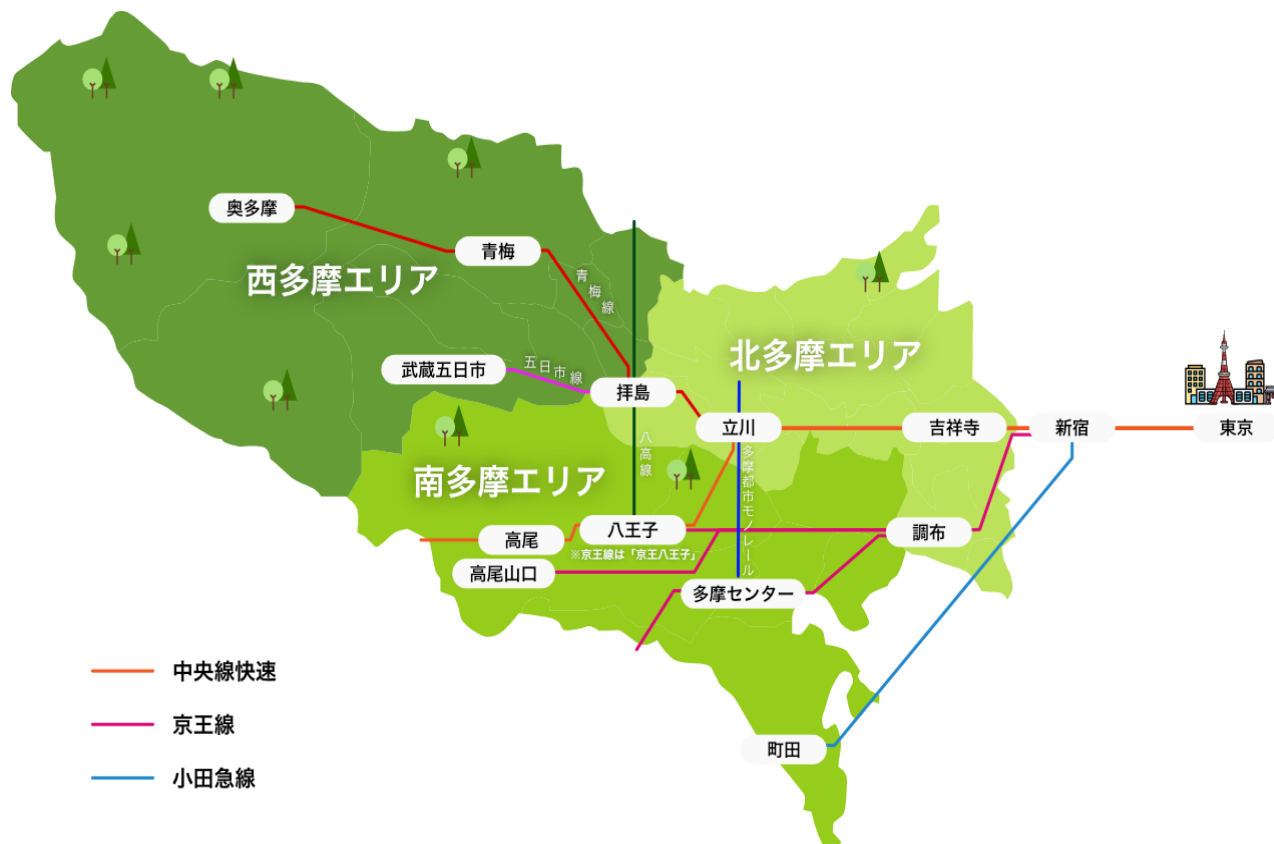 奥多摩
青梅
西多摩エリア
青梅線
武蔵五日市
五日市線
拝島
北多摩エリア
立川
吉祥寺
新宿
東京
八高線
多摩都市モノレール
南多摩エリア
高尾
八王子
※京王線は「京王八王子」
調布
高尾山口
多摩センター
町田
中央線快速
京王線
小田急線